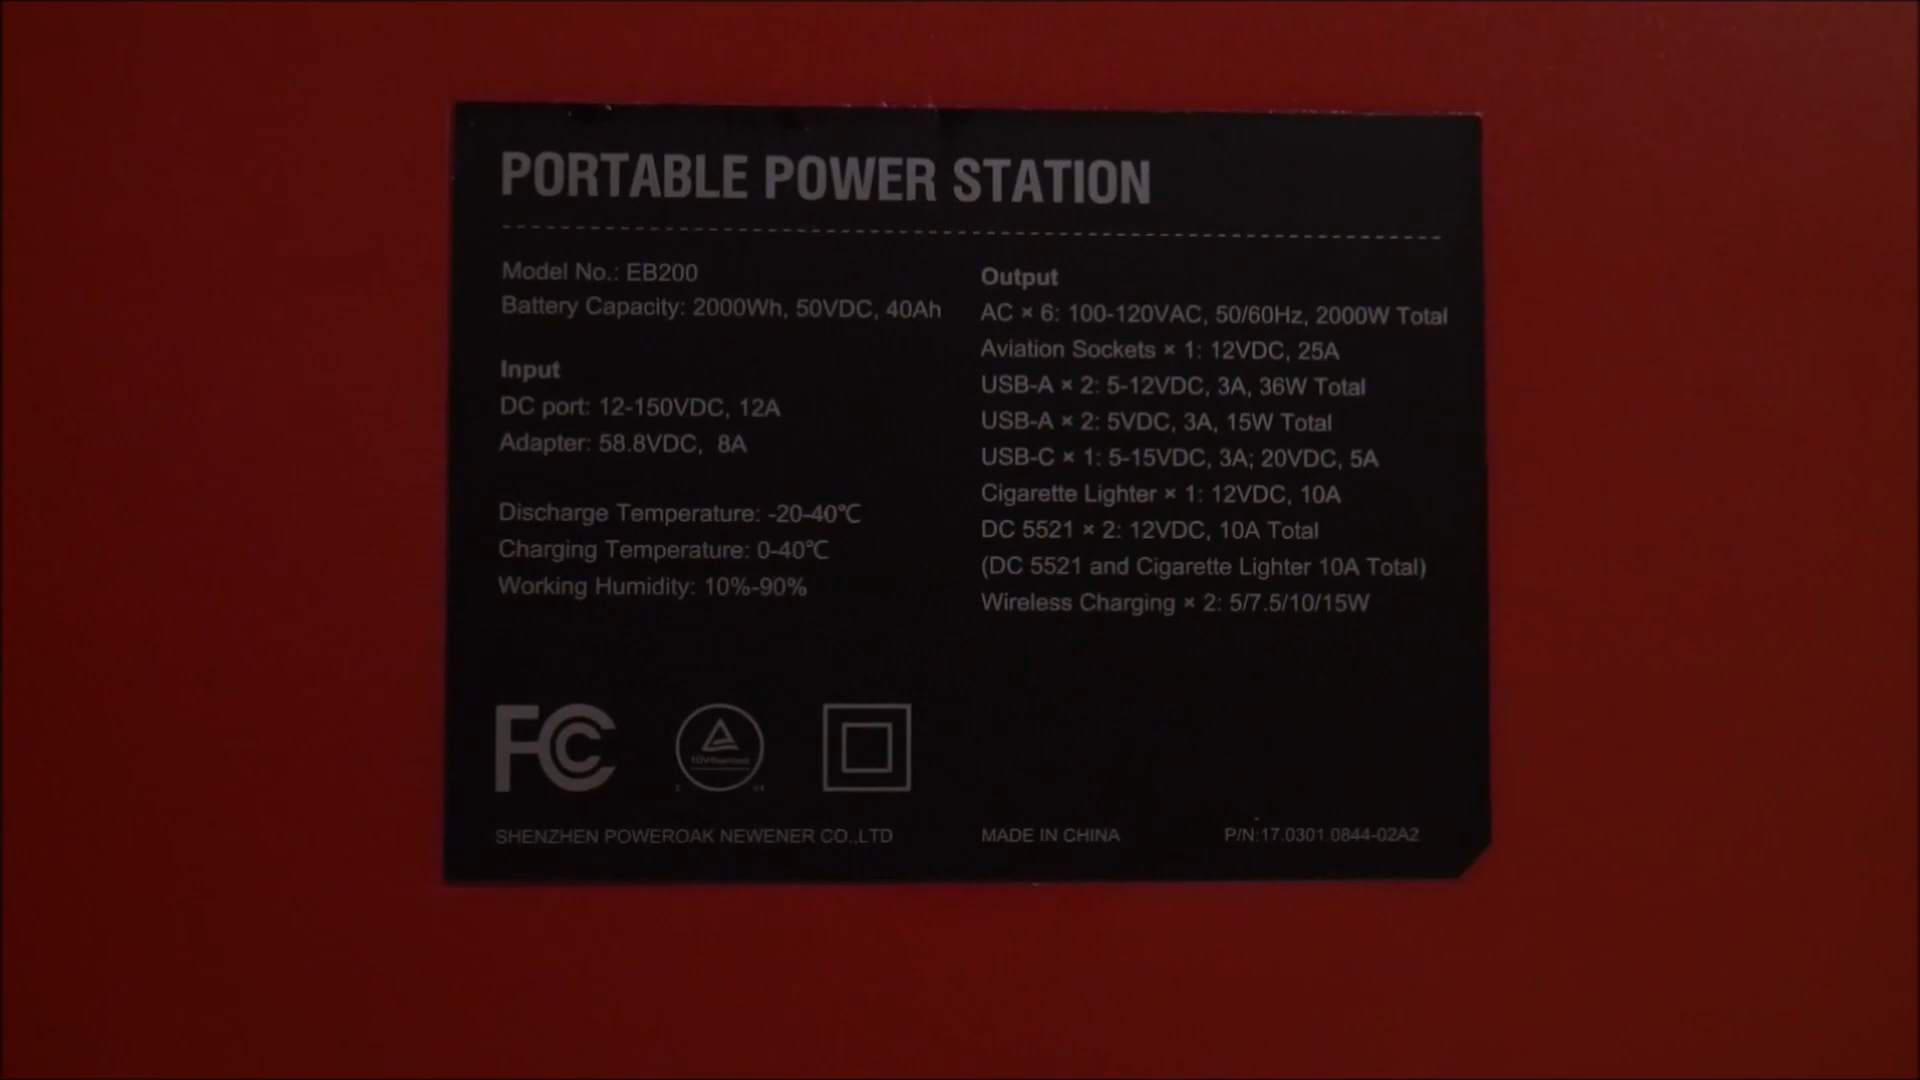 PORTABLE POWER STATION
Model No.: EB200
Battery Capacity: 2000Wh, 50VDC, 40Ah
Input
DC port: 12-150VDC, 12A
Adapter: 58.8VDC, 8A
Discharge Temperature: -20-40℃
Charging Temperature: 0-40℃
Working Humidity: 10%-90%
Output
AC × 6: 100-120VAC, 50/60Hz, 2000W Total
Aviation Sockets × 1: 12VDC, 25A
USB-A × 2: 5-12VDC, 3A, 36W Total
USB-A × 2: 5VDC, 3A, 15W Total
USB-C × 1: 5-15VDC, 3A; 20VDC, 5A
Cigarette Lighter × 1: 12VDC, 10A
DC 5521 × 2: 12VDC, 10A Total
(DC 5521 and Cigarette Lighter 10A Total)
Wireless Charging × 2: 5/7.5/10/15W
FC
TÜVRheinland
SHENZHEN POWEROAK NEWENER CO.,LTD
MADE IN CHINA
P/N:17.0301.0844-02A2